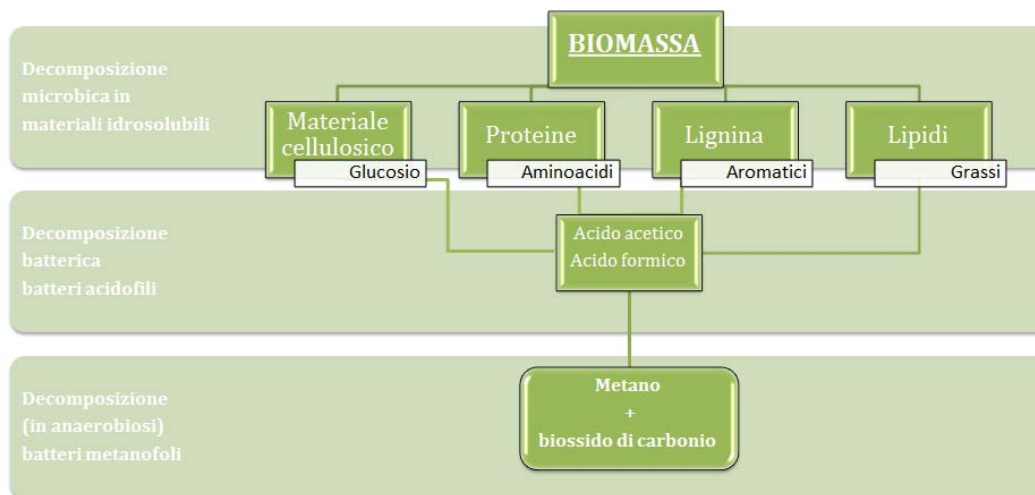 BIOMASSA
Decomposizione
microbica in
materiali idrosolubili
Materiale
cellulosico
Glucosio
Proteine
Aminoacidi
Lignina
Aromatici
Lipidi
Grassi
Decomposizione
batterica
batteri acidofili
Acido acetico
Acido formico
Decomposizione
(in anaerobiosi)
batteri metanofoli
Metano
+
biossido di carbonio